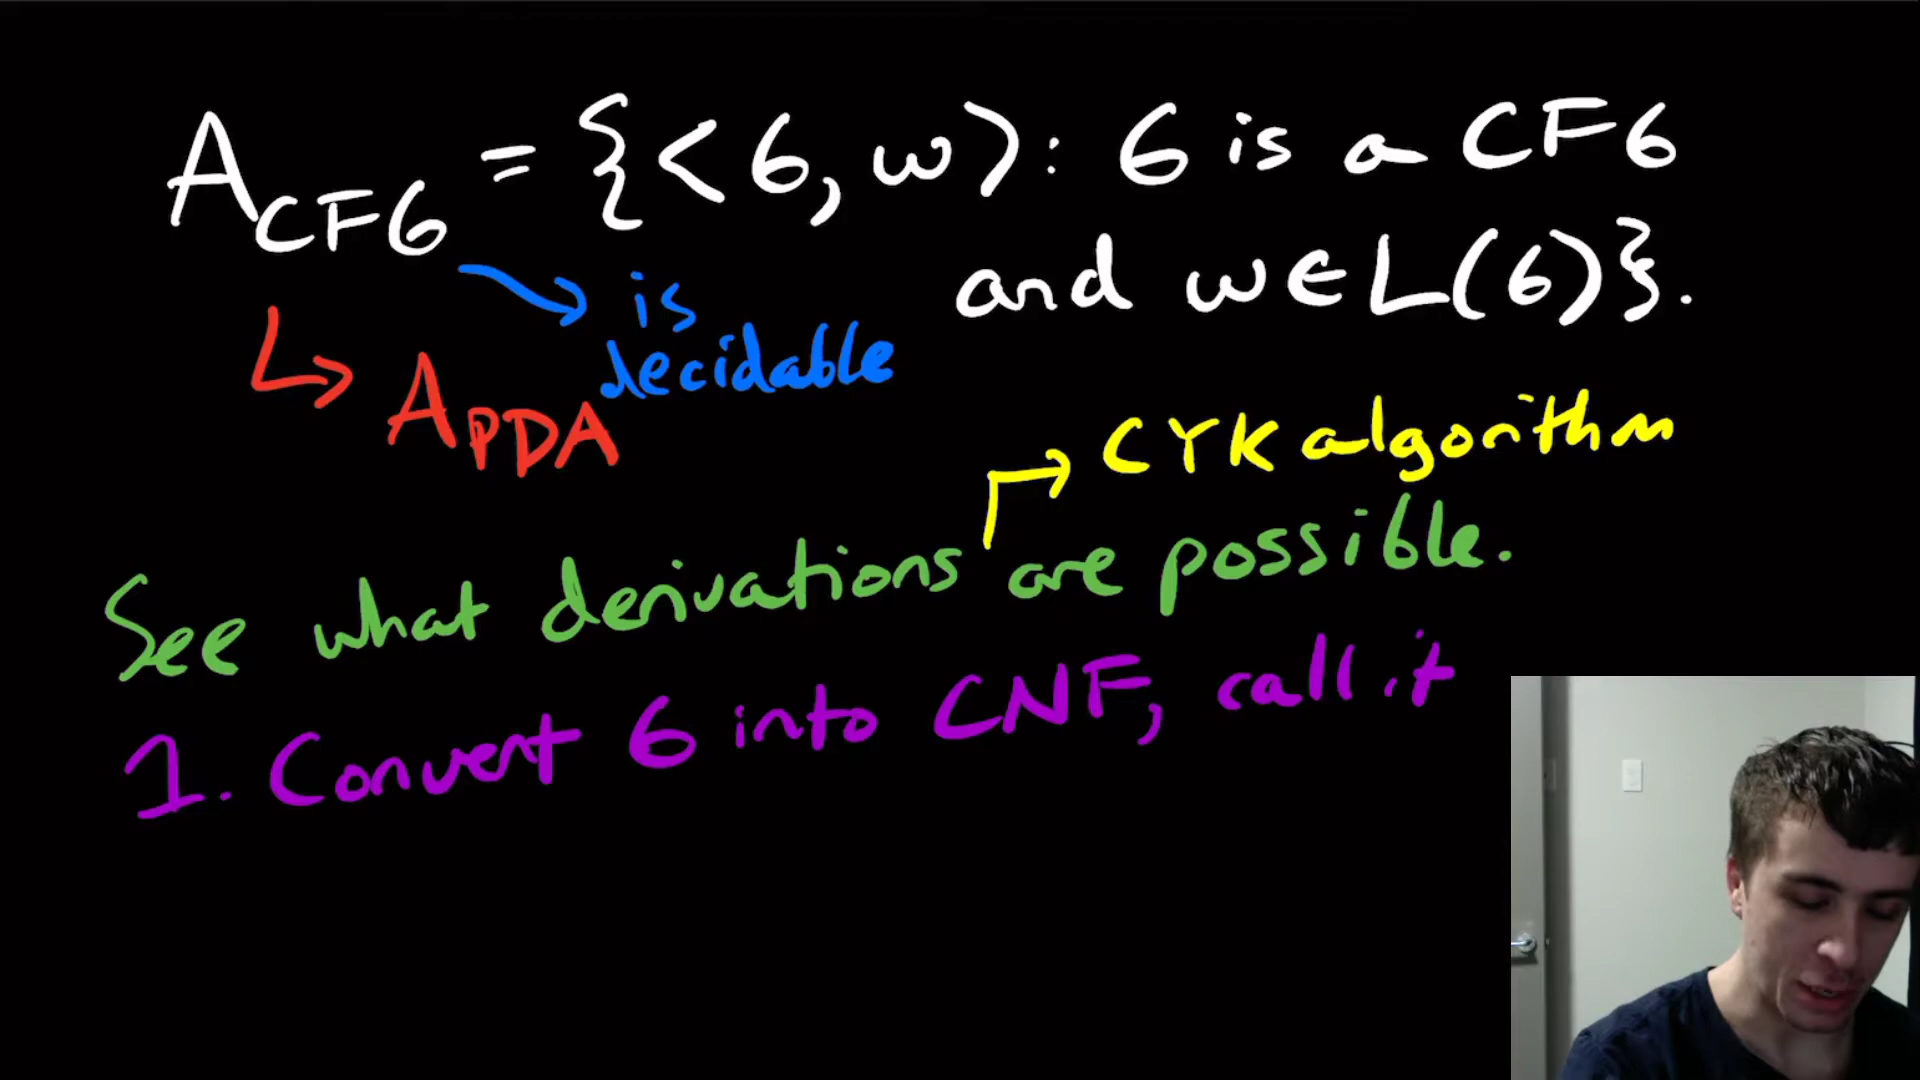 A_CFG = {<G, w>: G is a CFG
and w∈L(G)}.
is
decidable
A_PDA
CYK algorithm
See what derivations are possible.
1. Convert G into CNF, call it